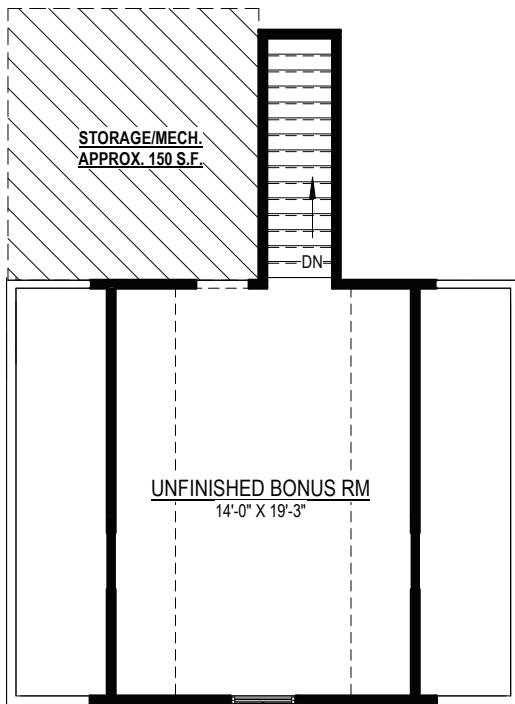 STORAGE/MECH.
APPROX. 150 S.F.
DN
UNFINISHED BONUS RM
14'-0" X 19'-3"